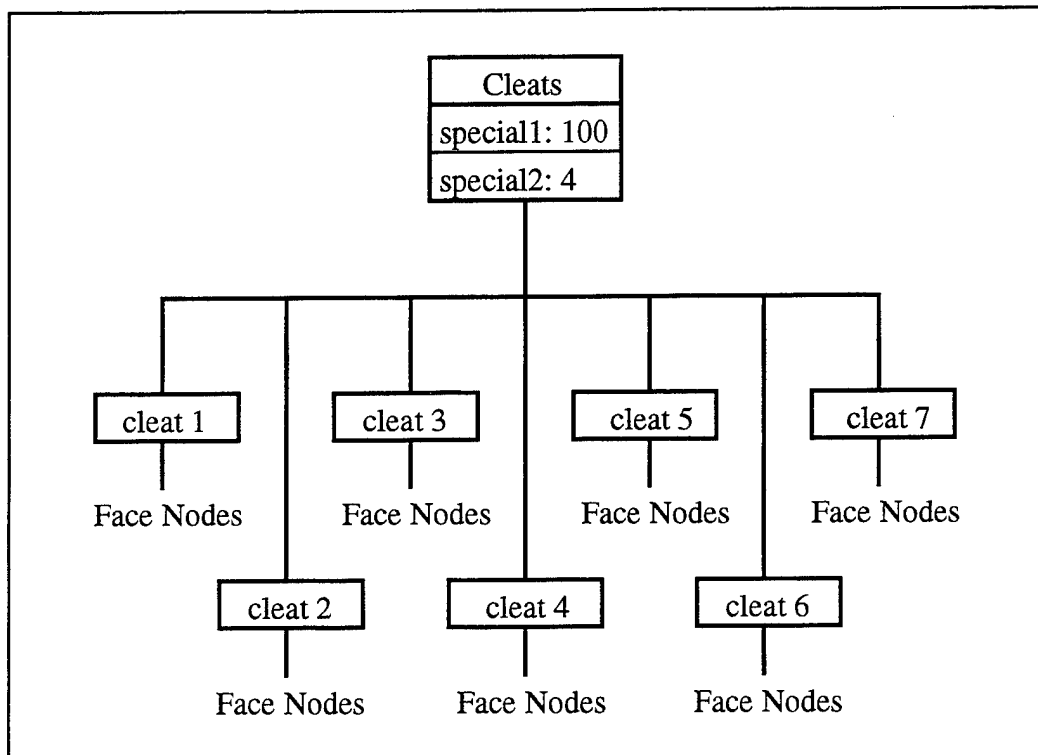 Cleats
special1: 100
special2: 4
cleat 1
cleat 3
cleat 5
cleat 7
Face Nodes
Face Nodes
Face Nodes
Face Nodes
cleat 2
cleat 4
cleat 6
Face Nodes
Face Nodes
Face Nodes